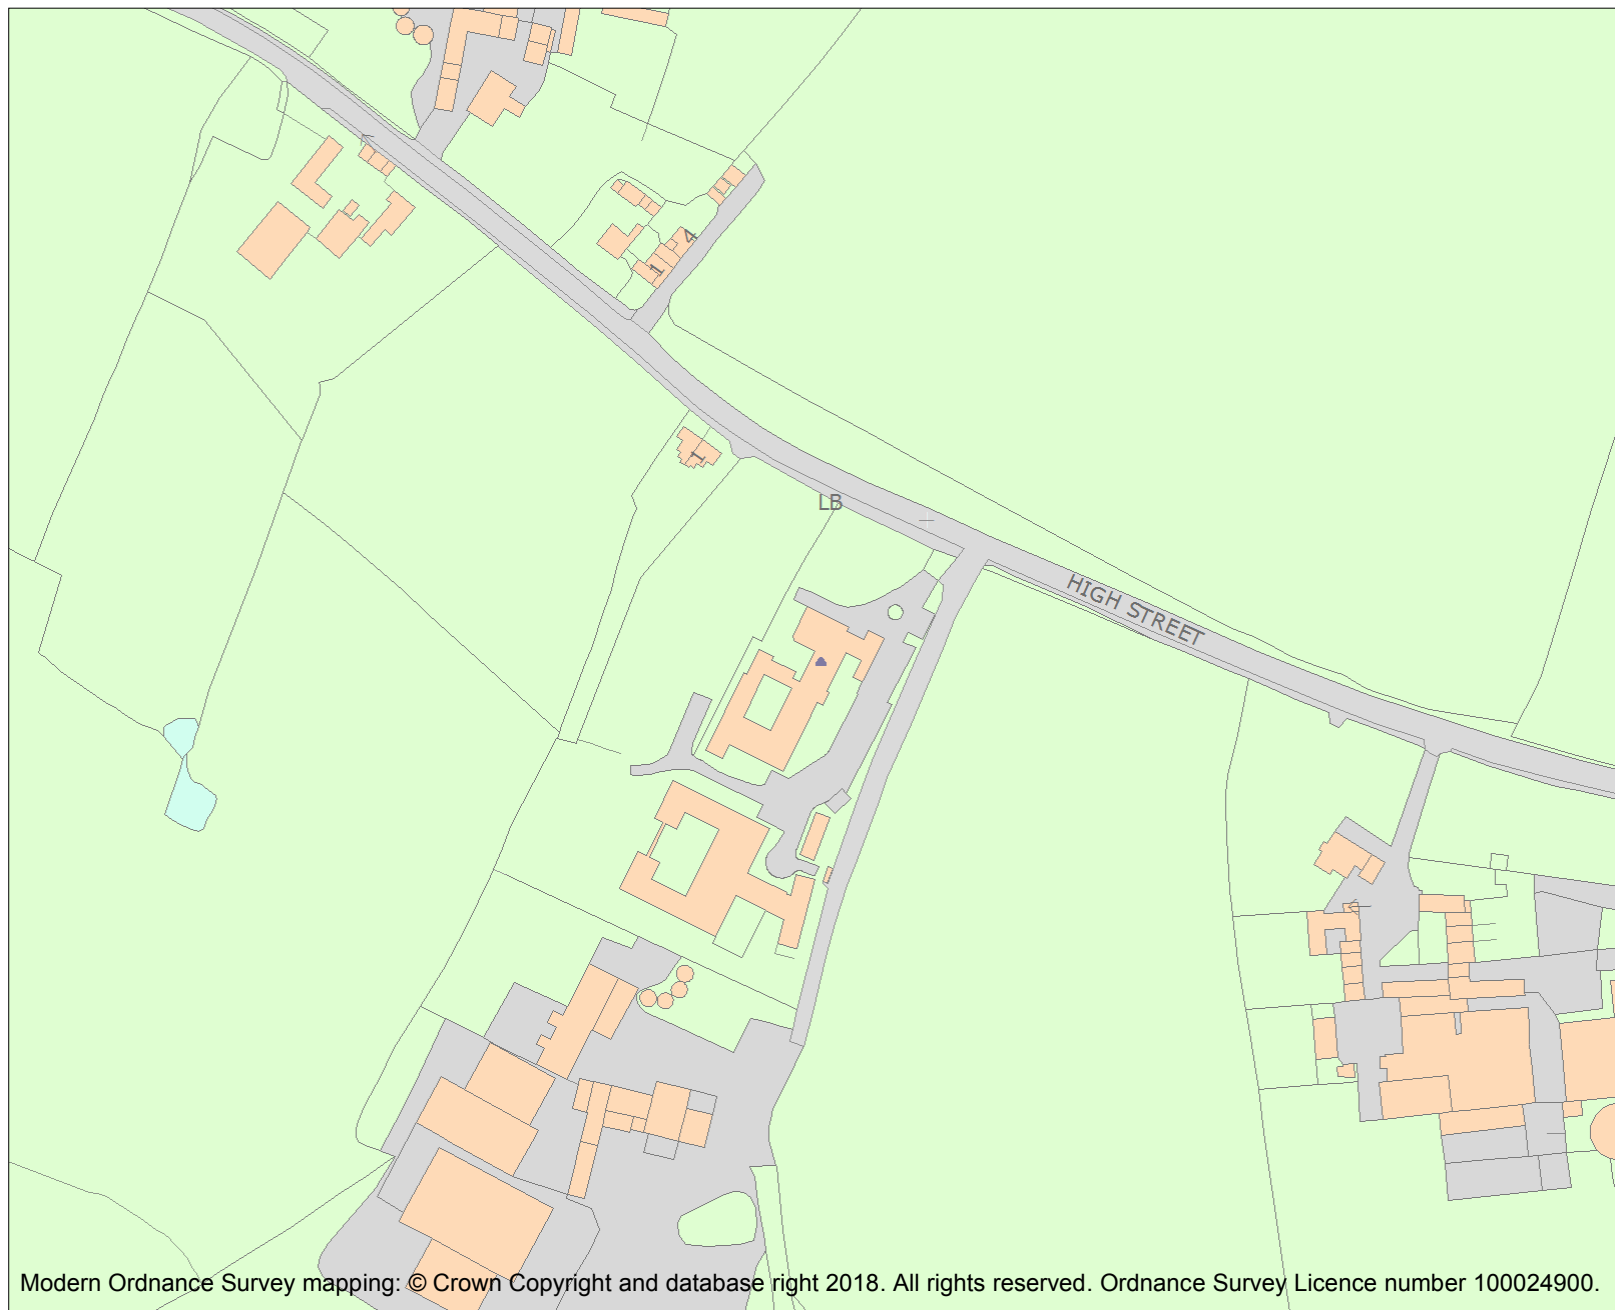 4
1
1
LB
HIGH STREET
Modern Ordnance Survey mapping: © Crown Copyright and database right 2018. All rights reserved. Ordnance Survey Licence number 100024900.